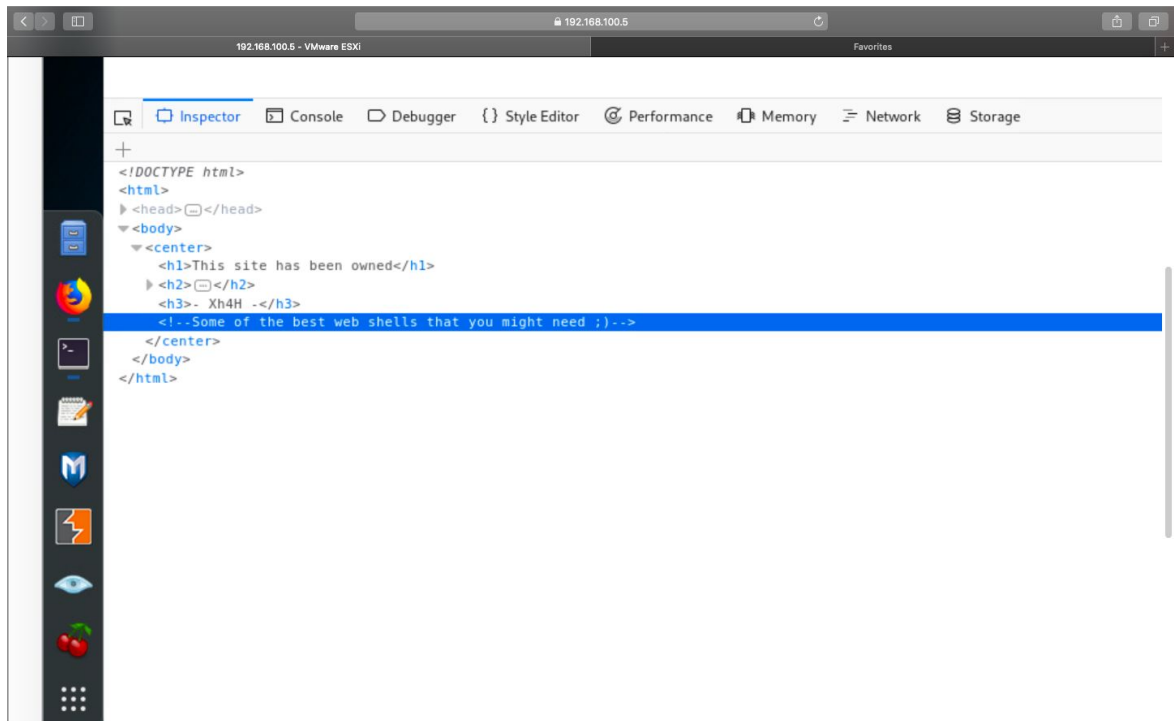 192.168.100.5
192.168.100.5 - VMware ESXi
Favorites
Inspector Console Debugger {} Style Editor Performance Memory Network Storage
<!DOCTYPE html>
<html>
<head></head>
<body>
<center>
<h1>This site has been owned</h1>
<h2></h2>
<h3>- Xh4H -</h3>
<!--Some of the best web shells that you might need ;)-->
</center>
</body>
</html>